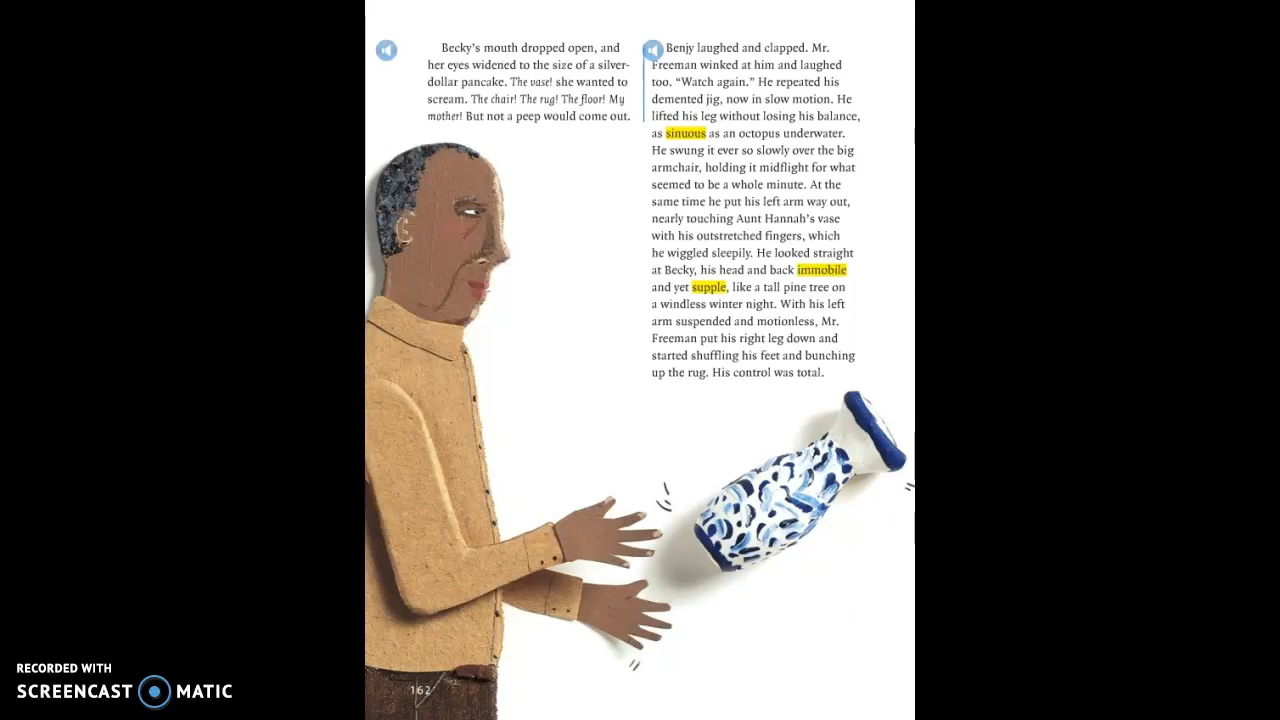 Becky's mouth dropped open, and
her eyes widened to the size of a silver-
dollar pancake. The vase! she wanted to
scream. The chair! The rug! The floor! My
mother! But not a peep would come out.
Benjy laughed and clapped. Mr.
Freeman winked at him and laughed
too. “Watch again.” He repeated his
demented jig, now in slow motion. He
lifted his leg without losing his balance,
as sinuous as an octopus underwater.
He swung it ever so slowly over the big
armchair, holding it midflight for what
seemed to be a whole minute. At the
same time he put his left arm way out,
nearly touching Aunt Hannah's vase
with his outstretched fingers, which
he wiggled sleepily. He looked straight
at Becky, his head and back immobile
and yet supple, like a tall pine tree on
a windless winter night. With his left
arm suspended and motionless, Mr.
Freeman put his right leg down and
started shuffling his feet and bunching
up the rug. His control was total.
162
RECORDED WITH
SCREENCAST MATIC